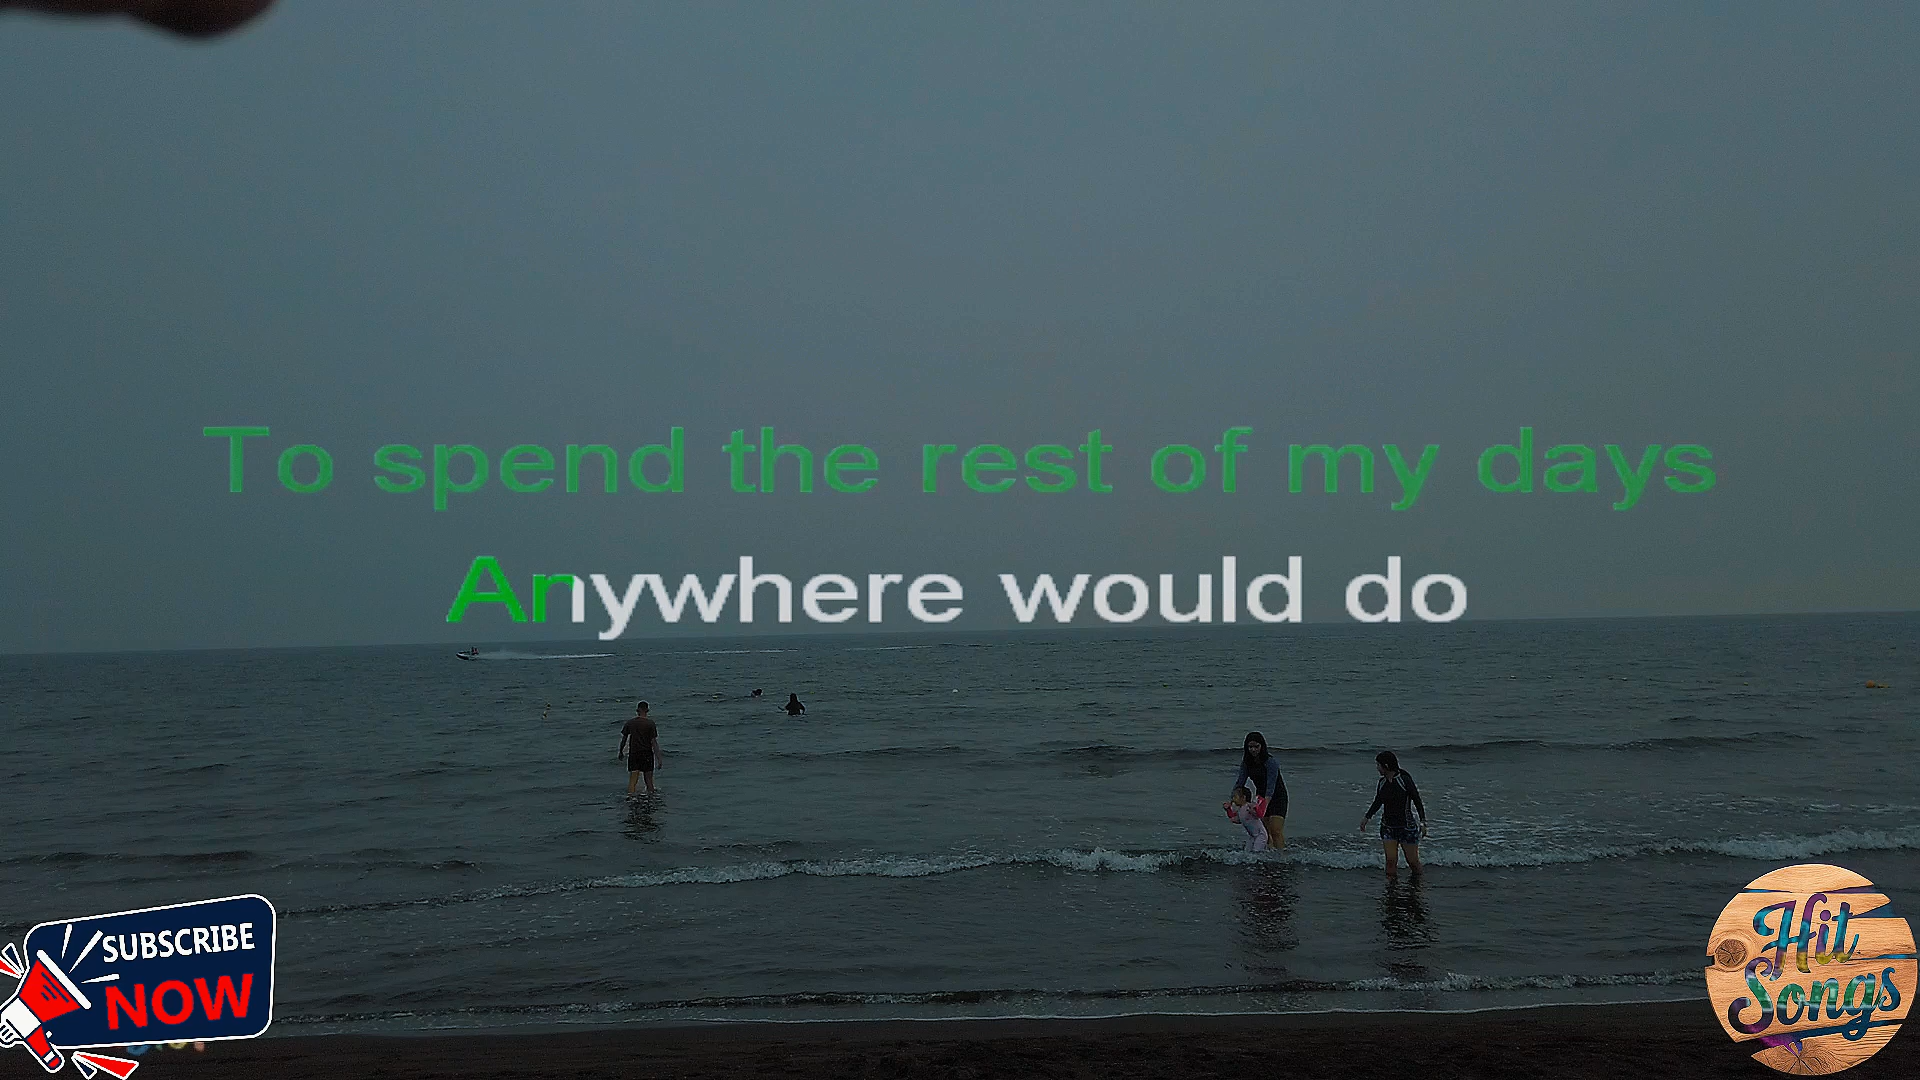 To spend the rest of my days
Anywhere would do
SUBSCRIBE
NOW
Hit
Songs